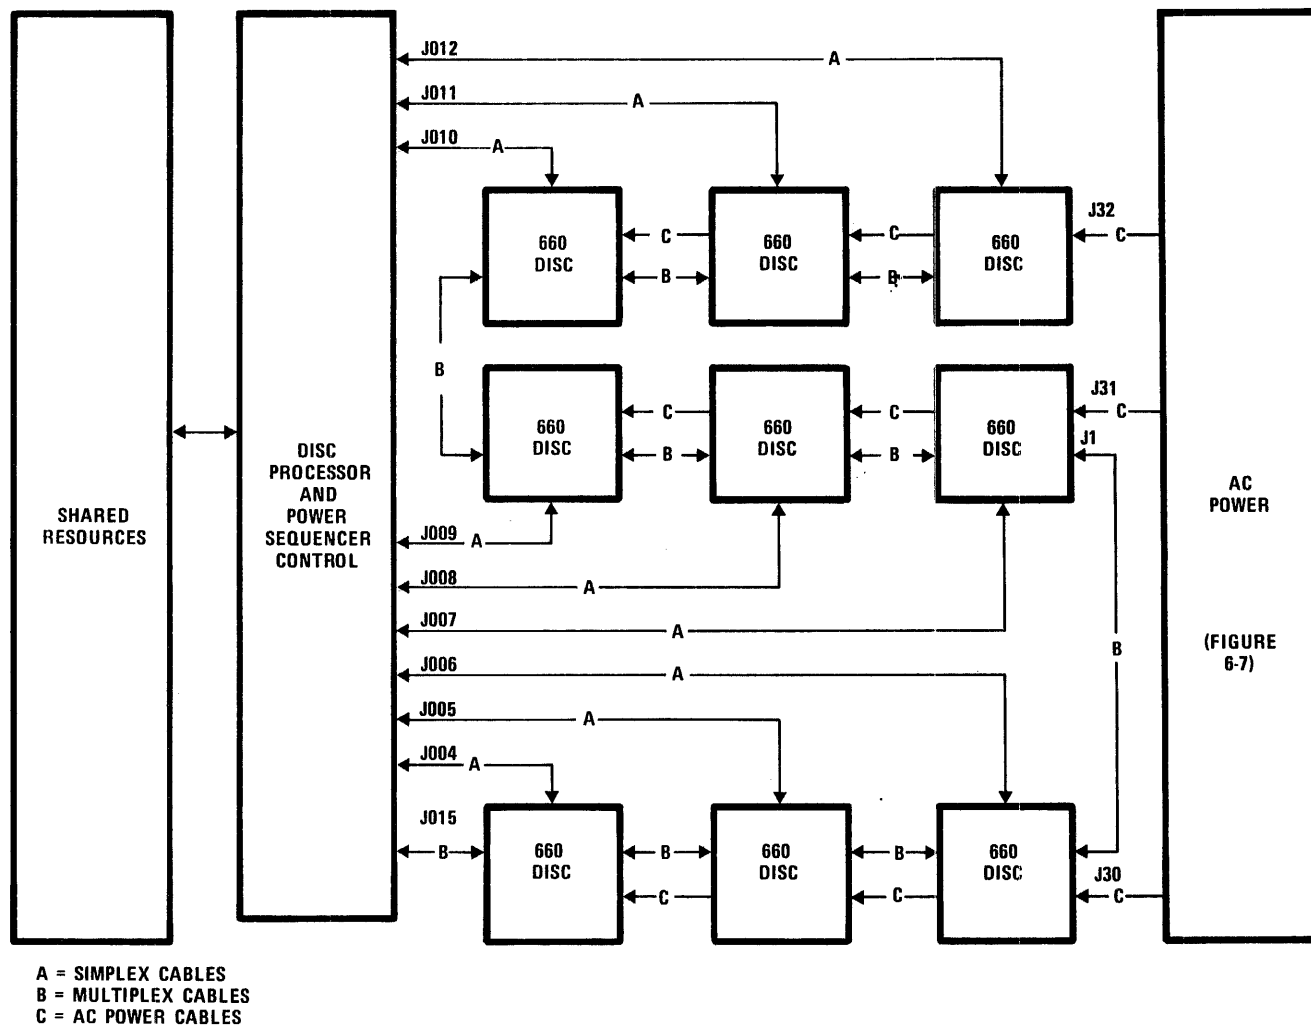 J012
A
J011
A
J010
A
660
DISC
C
B
660
DISC
C
B
660
DISC
J32
C
B
660
DISC
C
B
660
DISC
C
B
660
DISC
J31
C
J1
B
SHARED
RESOURCES
DISC
PROCESSOR
AND
POWER
SEQUENCER
CONTROL
AC
POWER
(FIGURE
6-7)
J009
A
J008
A
J007
A
J006
A
J005
A
J004
A
J015
B
660
DISC
B
C
660
DISC
B
C
660
DISC
J30
C
A = SIMPLEX CABLES
B = MULTIPLEX CABLES
C = AC POWER CABLES